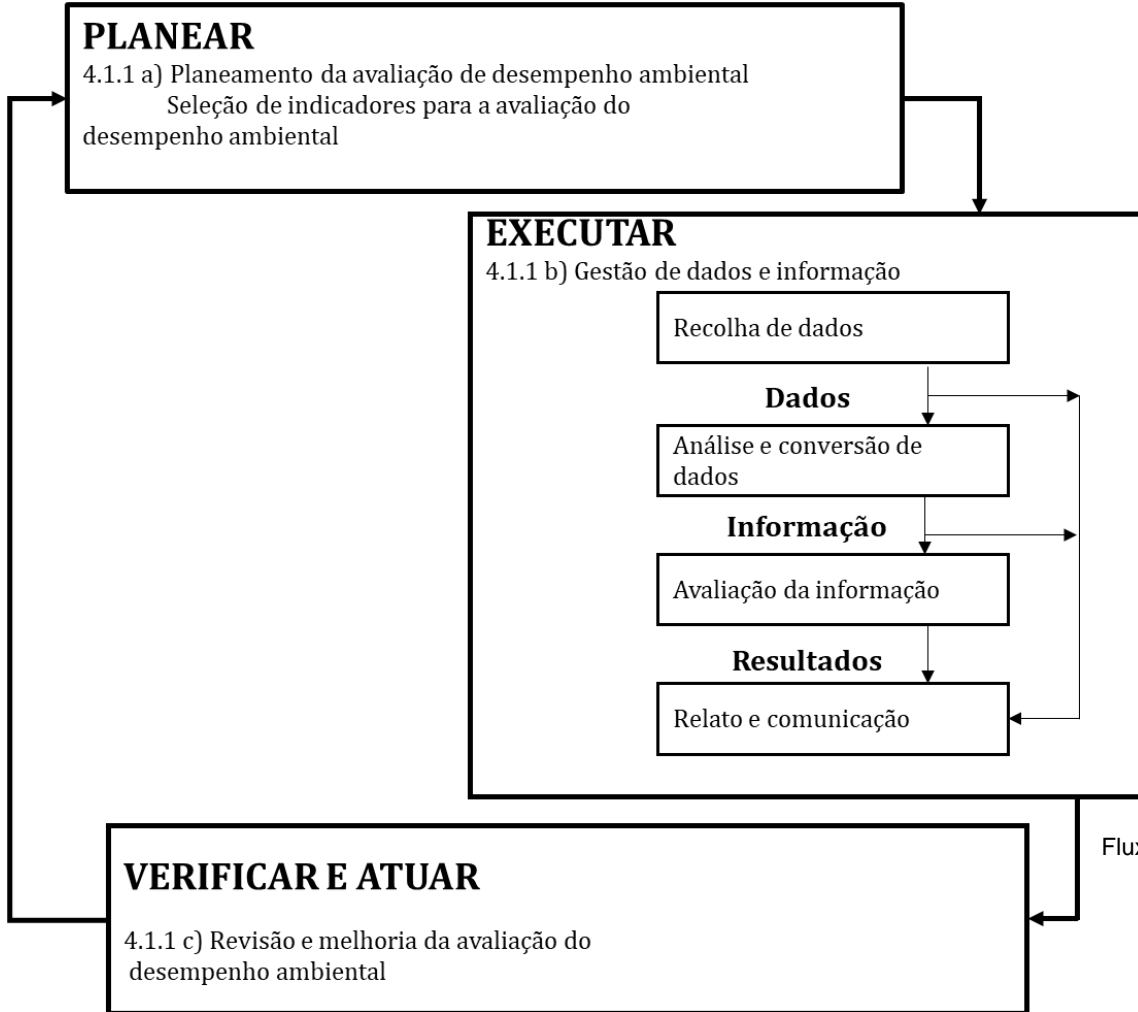 PLANEAR
4.1.1 a) Planeamento da avaliação de desempenho ambiental
Seleção de indicadores para a avaliação do
desempenho ambiental
EXECUTAR
4.1.1 b) Gestão de dados e informação
Recolha de dados
Dados
Análise e conversão de
dados
Informação
Avaliação da informação
Resultados
Relato e comunicação
VERIFICAR E ATUAR
4.1.1 c) Revisão e melhoria da avaliação do
desempenho ambiental